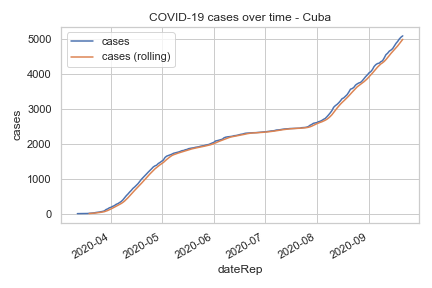 COVID-19 cases over time - Cuba
cases
cases (rolling)
5000
4000
3000
2000
1000
0
cases
2020-04
2020-05
2020-06
2020-07
2020-08
2020-09
dateRep